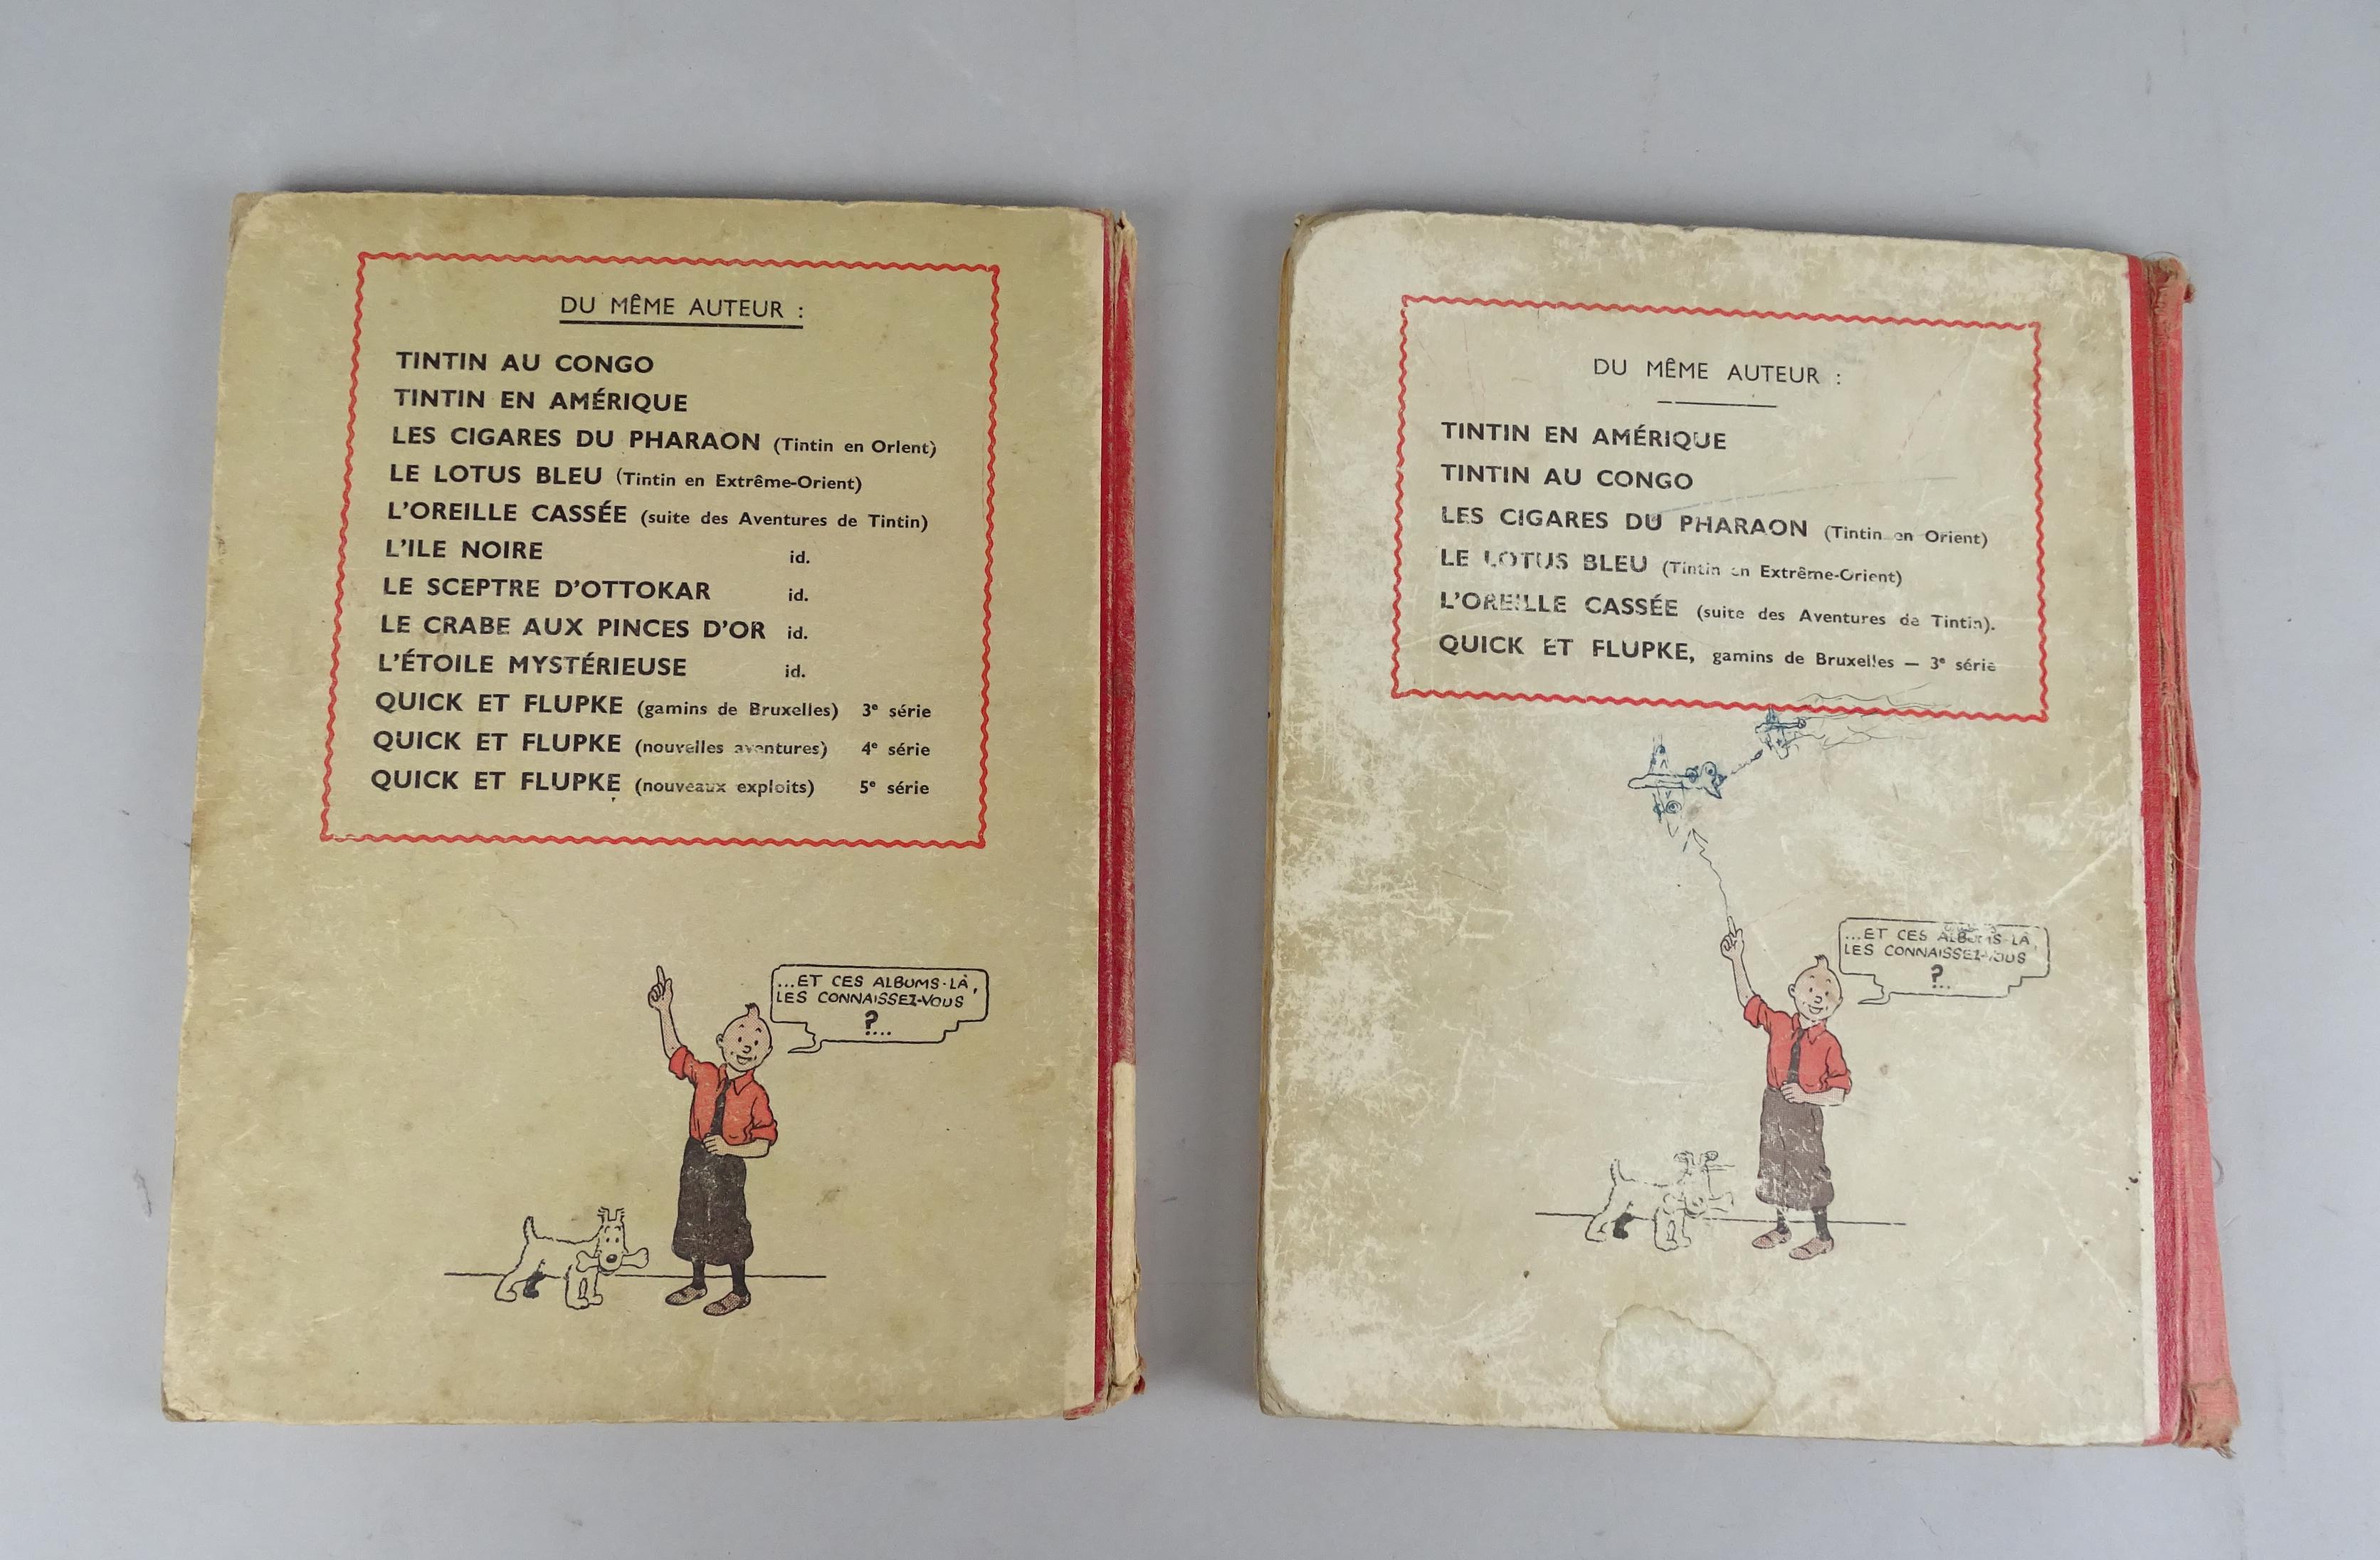 DU MÊME AUTEUR :
TINTIN AU CONGO
TINTIN EN AMÉRIQUE
LES CIGARES DU PHARAON (Tintin en Orient)
LE LOTUS BLEU (Tintin en Extrême-Orient)
L'OREILLE CASSÉE (suite des Aventures de Tintin)
L'ILE NOIRE id.
LE SCEPTRE D'OTTOKAR id.
LE CRABE AUX PINCES D'OR id.
L'ÉTOILE MYSTÉRIEUSE id.
QUICK ET FLUPKE (gamins de Bruxelles) 3e série
QUICK ET FLUPKE (nouvelles aventures) 4e série
QUICK ET FLUPKE (nouveaux exploits) 5e série
...ET CES ALBUMS-LÀ,
LES CONNAISSEZ-VOUS
?...
DU MÊME AUTEUR :
TINTIN EN AMÉRIQUE
TINTIN AU CONGO
LES CIGARES DU PHARAON (Tintin en Orient)
LE LOTUS BLEU (Tintin en Extrême-Orient)
L'OREILLE CASSÉE (suite des Aventures de Tintin).
QUICK ET FLUPKE, gamins de Bruxelles — 3e série
...ET CES ALBUMS-LÀ,
LES CONNAISSEZ-VOUS
?...